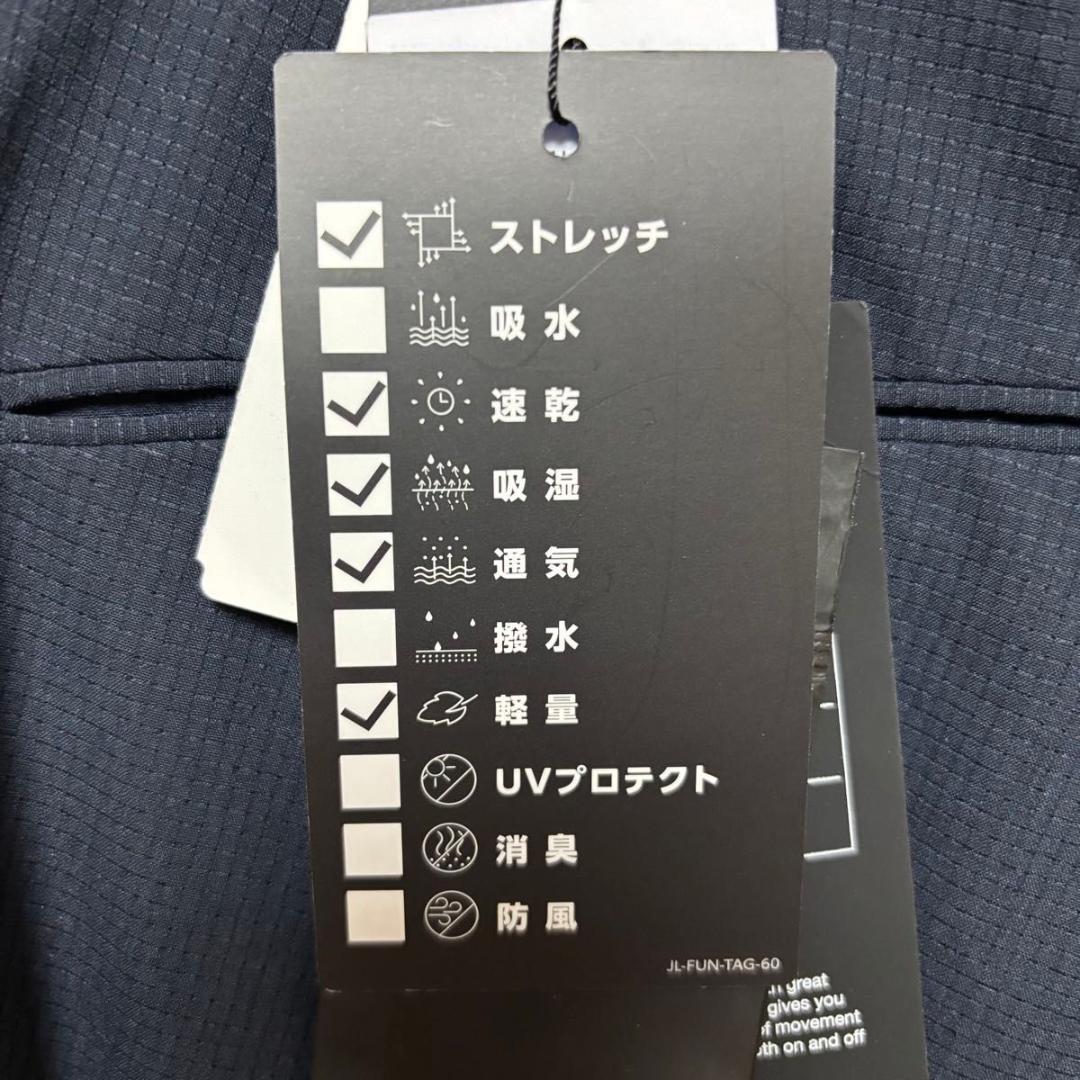 ストレッチ
吸水
速乾
吸湿
通気
撥水
軽量
UVプロテクト
消臭
防風
JL-FUN-TAG-60
great
gives you
of movement
on and off